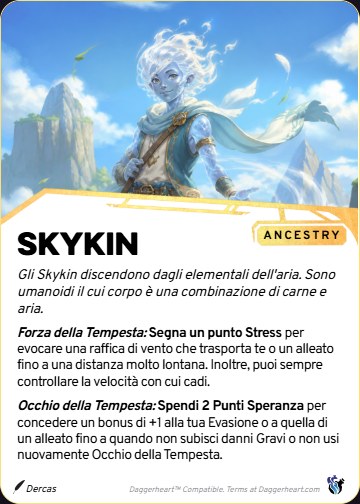 SKYKIN
ANCESTRY
Gli Skykin discendono dagli elementali dell'aria. Sono
umanoidi il cui corpo è una combinazione di carne e
aria.
Forza della Tempesta: Segna un punto Stress per
evocare una raffica di vento che trasporta te o un alleato
fino a una distanza molto lontana. Inoltre, puoi sempre
controllare la velocità con cui cadi.
Occhio della Tempesta: Spendi 2 Punti Speranza per
concedere un bonus di +1 alla tua Evasione o a quella di
un alleato fino a quando non subisci danni Gravi o non usi
nuovamente Occhio della Tempesta.
Dercas
Daggerheart™ Compatible. Terms at Daggerheart.com